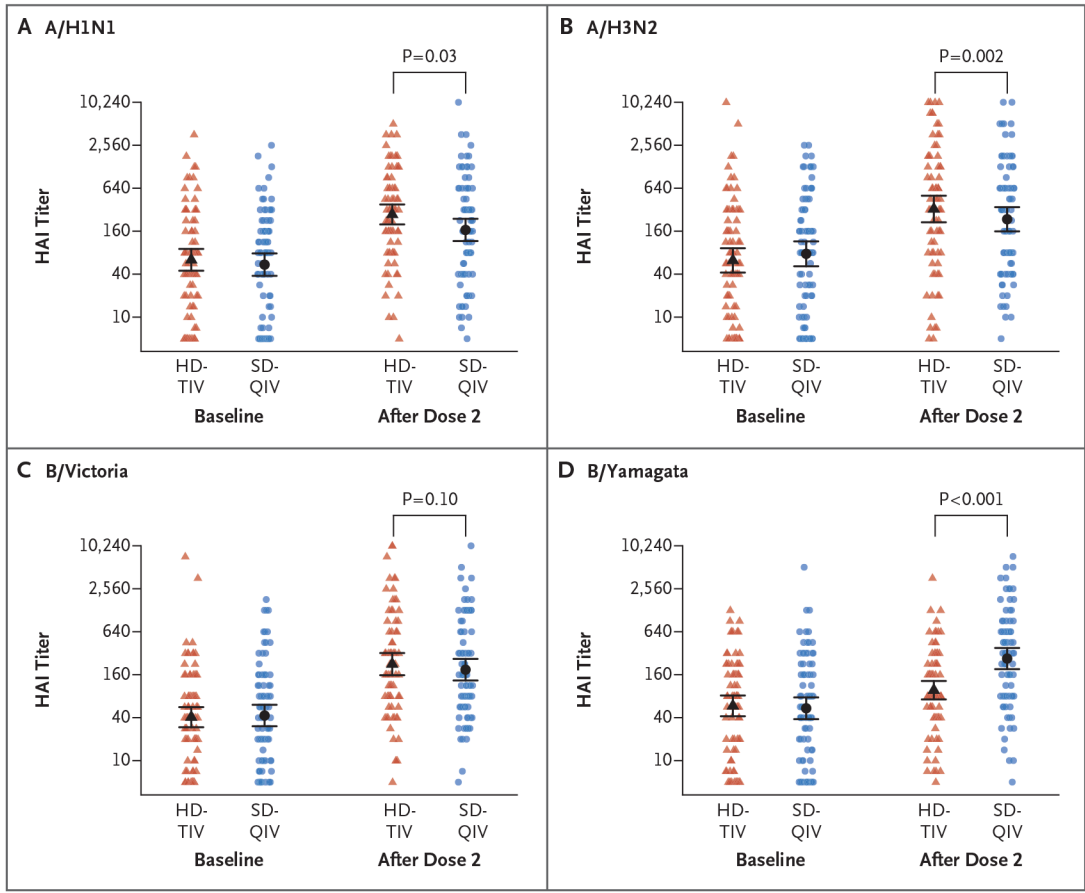 A A/H1N1
P=0.03
10,240
2,560
640
160
40
10
HAI Titer
HD-TIV
SD-QIV
HD-TIV
SD-QIV
Baseline
After Dose 2
B A/H3N2
P=0.002
10,240
2,560
640
160
40
10
HAI Titer
HD-TIV
SD-QIV
HD-TIV
SD-QIV
Baseline
After Dose 2
C B/Victoria
P=0.10
10,240
2,560
640
160
40
10
HAI Titer
HD-TIV
SD-QIV
HD-TIV
SD-QIV
Baseline
After Dose 2
D B/Yamagata
P<0.001
10,240
2,560
640
160
40
10
HAI Titer
HD-TIV
SD-QIV
HD-TIV
SD-QIV
Baseline
After Dose 2